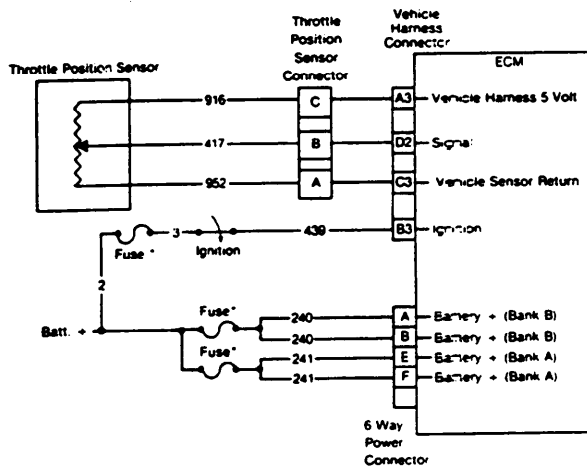 Vehicle
Harness
Connector
Throttle
Position
Sensor
Connector
Throttle Position Sensor
ECM
916
C
A3
Vehicle Harness 5 Volt
417
B
D2
Signal
952
A
C3
Vehicle Sensor Return
Fuse*
3
Ignition
439
B3
Ignition
2
Batt. +
Fuse*
240
A
Battery + (Bank B)
240
B
Battery + (Bank B)
Fuse*
241
E
Battery + (Bank A)
241
F
Battery + (Bank A)
6 Way
Power
Connector